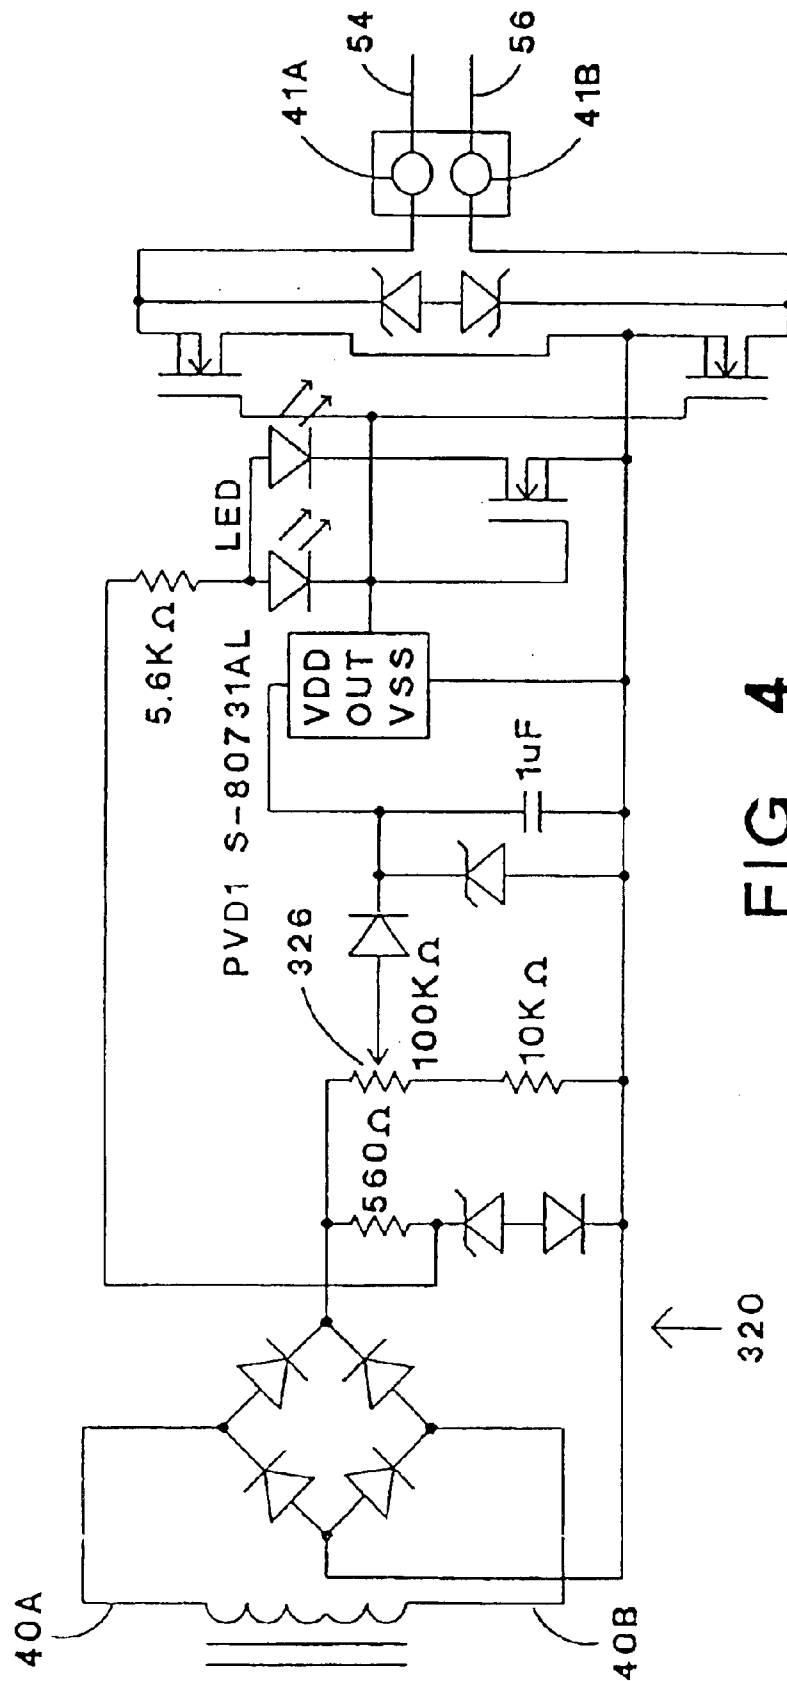 40A
40B
320
560Ω
326
100KΩ
10KΩ
PVD1 S-80731AL
1uF
5.6KΩ
VDD
OUT
VSS
LED
41A
54
56
41B
FIG 4